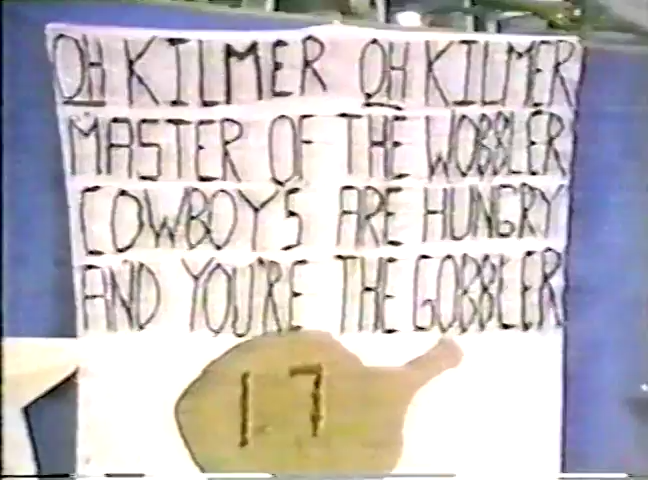 OH KILMER OH KILMER
MASTER OF THE WOBBLER
COWBOYS ARE HUNGRY
AND YOU'RE THE GOBBLER
17